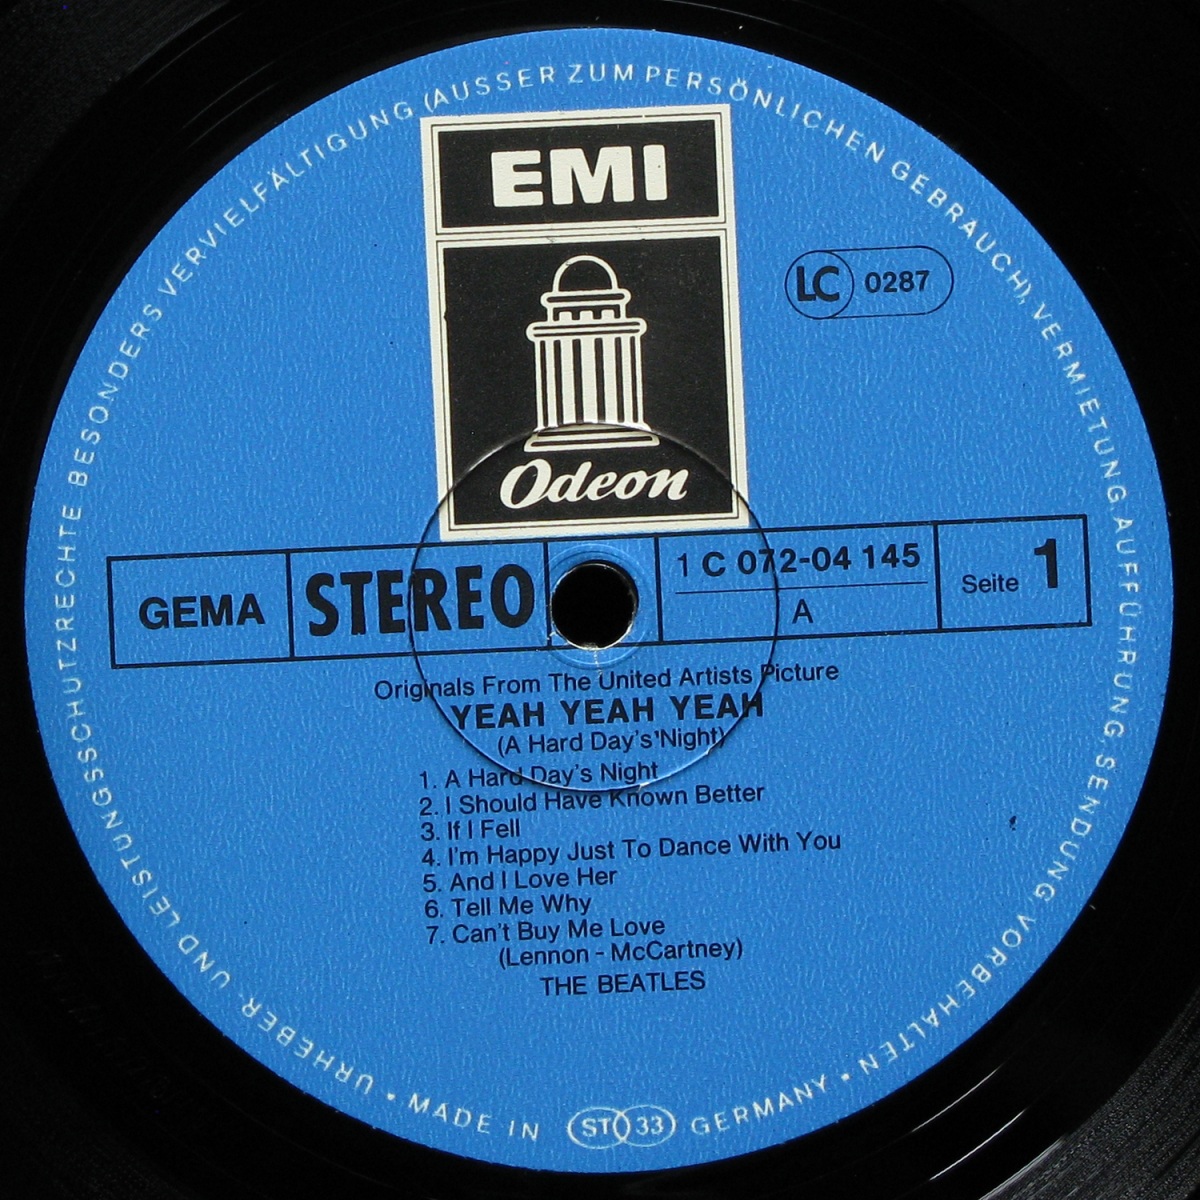 URHEBER- UND LEISTUNGSSCHUTZRECHTE BESONDERS VERVIELFÄLTIGUNG (AUSSER ZUM PERSÖNLICHEN GEBRAUCH), VERMIETUNG, AUFFÜHRUNG, SENDUNG, VORBEHALTEN •
EMI
LC 0287
Odeon
GEMA
STEREO
1 C 072-04 145
A
Seite 1
Originals From The United Artists Picture
YEAH YEAH YEAH
(A Hard Day's Night)
1. A Hard Day's Night
2. I Should Have Known Better
3. If I Fell
4. I'm Happy Just To Dance With You
5. And I Love Her
6. Tell Me Why
7. Can't Buy Me Love
(Lennon - McCartney)
THE BEATLES
• MADE IN ST 33 GERMANY